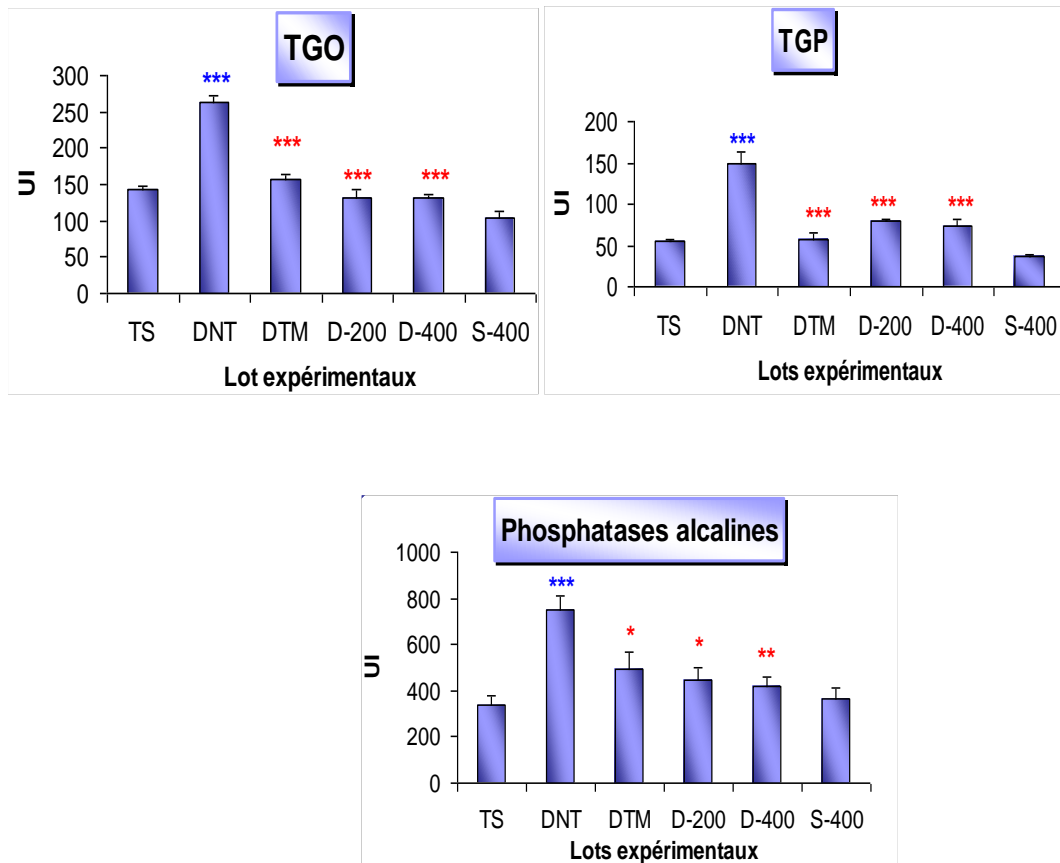 TGO
300
250
200
150
100
50
0
UI
***
***
***
***
TS DNT DTM D-200 D-400 S-400
Lot expérimentaux
TGP
200
150
100
50
0
UI
***
***
***
***
TS DNT DTM D-200 D-400 S-400
Lots expérimentaux
Phosphatases alcalines
1000
800
600
400
200
0
UI
***
*
*
**
TS DNT DTM D-200 D-400 S-400
Lots expérimentaux